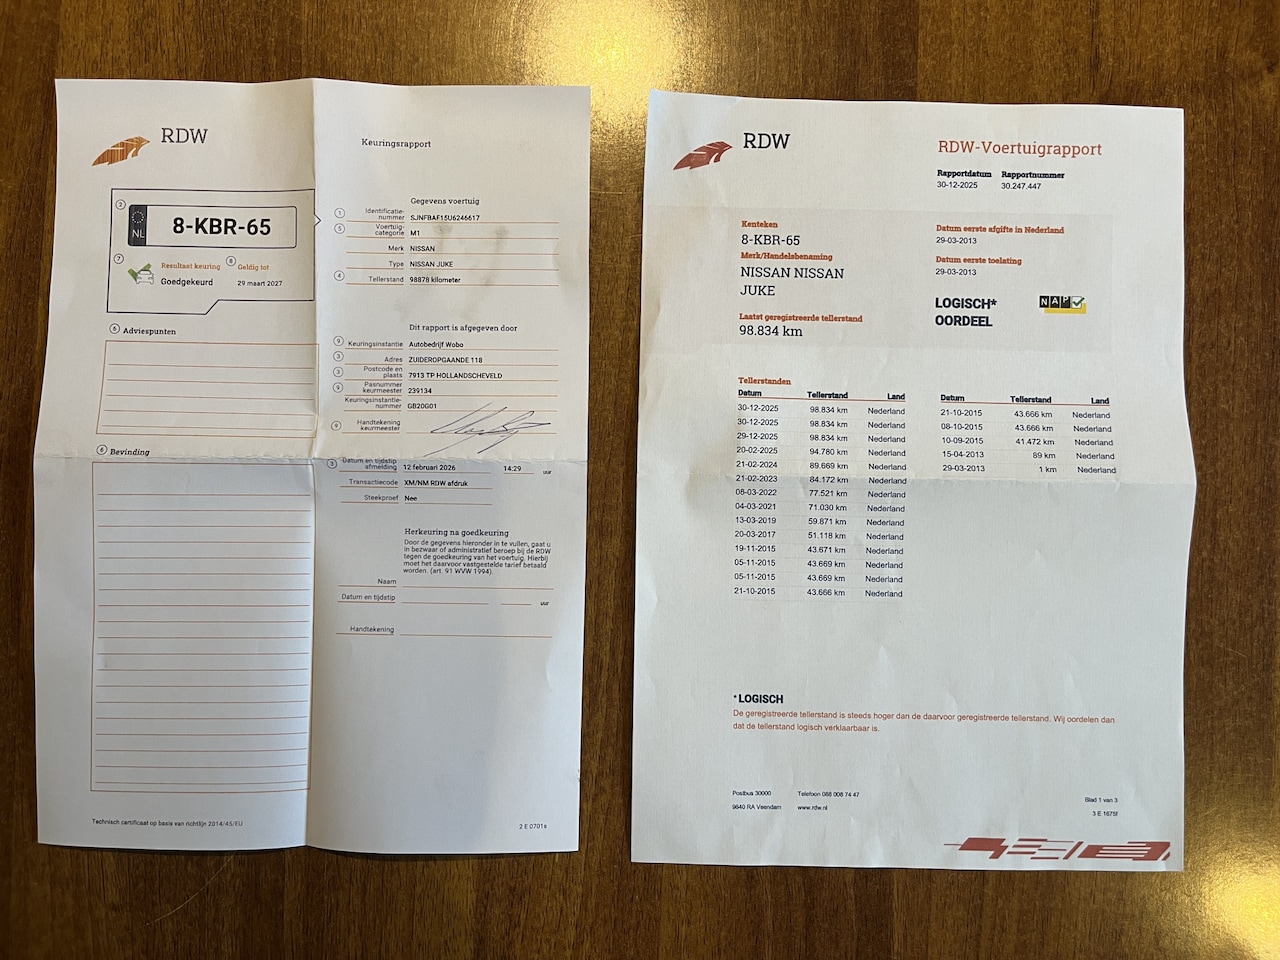 RDW
Keuringsrapport
2
NL
8-KBR-65
7
Resultaat keuring
Goedgekeurd
8
Geldig tot
29 maart 2027
6 Adviespunten
6 Bevinding
Technisch certificaat op basis van richtlijn 2014/45/EU
Gegevens voertuig
1 Identificatie-
nummer SJNFBAF15U6246617
5 Voertuig-
categorie M1
Merk NISSAN
Type NISSAN JUKE
4 Tellerstand 98878 kilometer
Dit rapport is afgegeven door
9 Keuringsinstantie Autobedrijf Wobo
3 Adres ZUIDEROPGAANDE 118
3 Postcode en
plaats 7913 TP HOLLANDSCHEVELD
9 Pasnummer
keurmeester 239134
Keuringsinstantie-
nummer GB20G01
9 Handtekening
keurmeester
3 Datum en tijdstip
afmelding 12 februari 2026 14:29 uur
Transactiecode XM/NM RDW afdruk
Steekproef Nee
Herkeuring na goedkeuring
Door de gegevens hieronder in te vullen, gaat u
in bezwaar of administratief beroep bij de RDW
tegen de goedkeuring van het voertuig. Hierbij
moet het daarvoor vastgestelde tarief betaald
worden. (art. 91 WVW 1994).
Naam
Datum en tijdstip uur
Handtekening
2 E 0701s
RDW
RDW-Voertuigrapport
Rapportdatum Rapportnummer
30-12-2025 30.247.447
Kenteken
8-KBR-65
Merk/Handelsbenaming
NISSAN NISSAN
JUKE
Laatst geregistreerde tellerstand
98.834 km
Datum eerste afgifte in Nederland
29-03-2013
Datum eerste toelating
29-03-2013
LOGISCH*
OORDEEL
NAP
Tellerstanden
Datum Tellerstand Land
30-12-2025 98.834 km Nederland
30-12-2025 98.834 km Nederland
29-12-2025 98.834 km Nederland
20-02-2025 94.780 km Nederland
21-02-2024 89.669 km Nederland
21-02-2023 84.172 km Nederland
08-03-2022 77.521 km Nederland
04-03-2021 71.030 km Nederland
13-03-2019 59.871 km Nederland
20-03-2017 51.118 km Nederland
19-11-2015 43.671 km Nederland
05-11-2015 43.669 km Nederland
05-11-2015 43.669 km Nederland
21-10-2015 43.666 km Nederland
Datum Tellerstand Land
21-10-2015 43.666 km Nederland
08-10-2015 43.666 km Nederland
10-09-2015 41.472 km Nederland
15-04-2013 89 km Nederland
29-03-2013 1 km Nederland
* LOGISCH
De geregistreerde tellerstand is steeds hoger dan de daarvoor geregistreerde tellerstand. Wij oordelen dan
dat de tellerstand logisch verklaarbaar is.
Postbus 30000 Telefoon 088 008 74 47
9640 RA Veendam www.rdw.nl
Blad 1 van 3
3 E 1675f